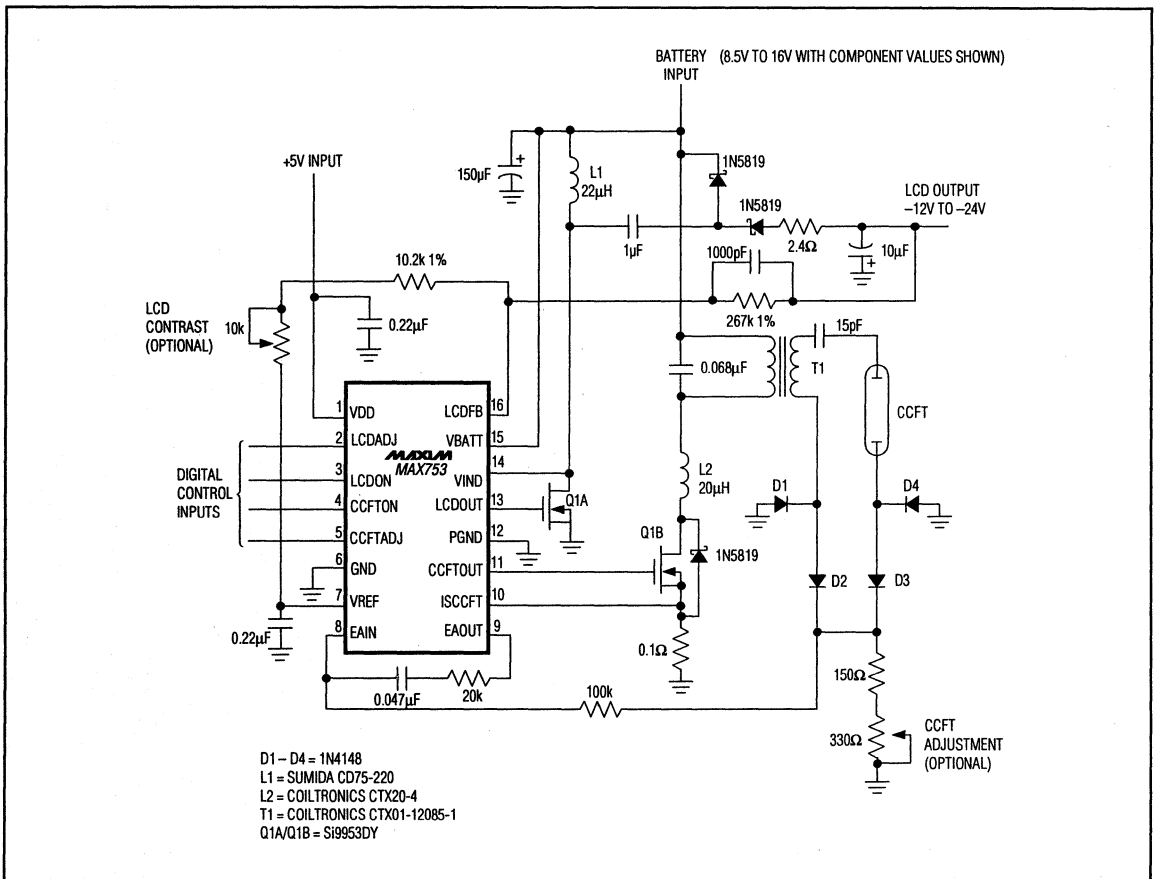 BATTERY INPUT (8.5V TO 16V WITH COMPONENT VALUES SHOWN)
+5V INPUT
150µF
+
L1
22µH
1N5819
1N5819
LCD OUTPUT
–12V TO –24V
1µF
2.4Ω
10µF
+
1000pF
10.2k 1%
267k 1%
LCD
CONTRAST
(OPTIONAL)
10k
0.22µF
15pF
0.068µF
T1
CCFT
1 VDD
LCDFB 16
2 LCDADJ
VBATT 15
MAXIM
MAX753
3 LCDON
VIND 14
4 CCFTON
LCDOUT 13
5 CCFTADJ
PGND 12
6 GND
CCFTOUT 11
7 VREF
ISCCFT 10
8 EAIN
EAOUT 9
DIGITAL
CONTROL
INPUTS
Q1A
L2
20µH
D1
D4
Q1B
1N5819
D2
D3
0.22µF
0.1Ω
0.047µF
20k
100k
150Ω
330Ω
CCFT
ADJUSTMENT
(OPTIONAL)
D1 – D4 = 1N4148
L1 = SUMIDA CD75-220
L2 = COILTRONICS CTX20-4
T1 = COILTRONICS CTX01-12085-1
Q1A/Q1B = Si9953DY